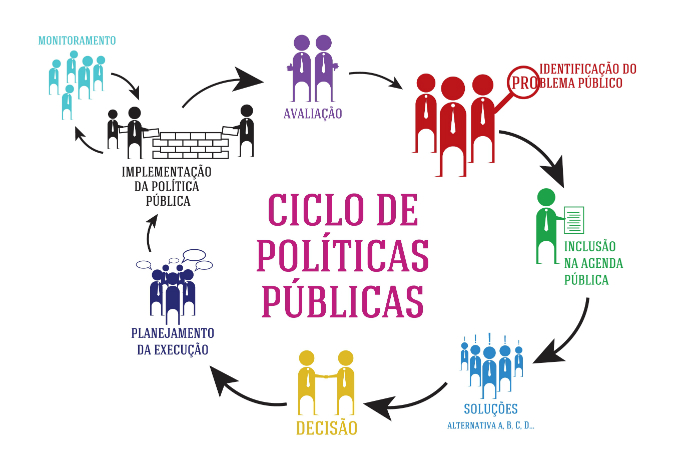 MONITORAMENTO
AVALIAÇÃO
IDENTIFICAÇÃO DO
PROBLEMA PÚBLICO
IMPLEMENTAÇÃO
DA POLÍTICA
PÚBLICA
CICLO DE
POLÍTICAS
PÚBLICAS
INCLUSÃO
NA AGENDA
PÚBLICA
PLANEJAMENTO
DA EXECUÇÃO
DECISÃO
SOLUÇÕES
ALTERNATIVA A, B, C, D...